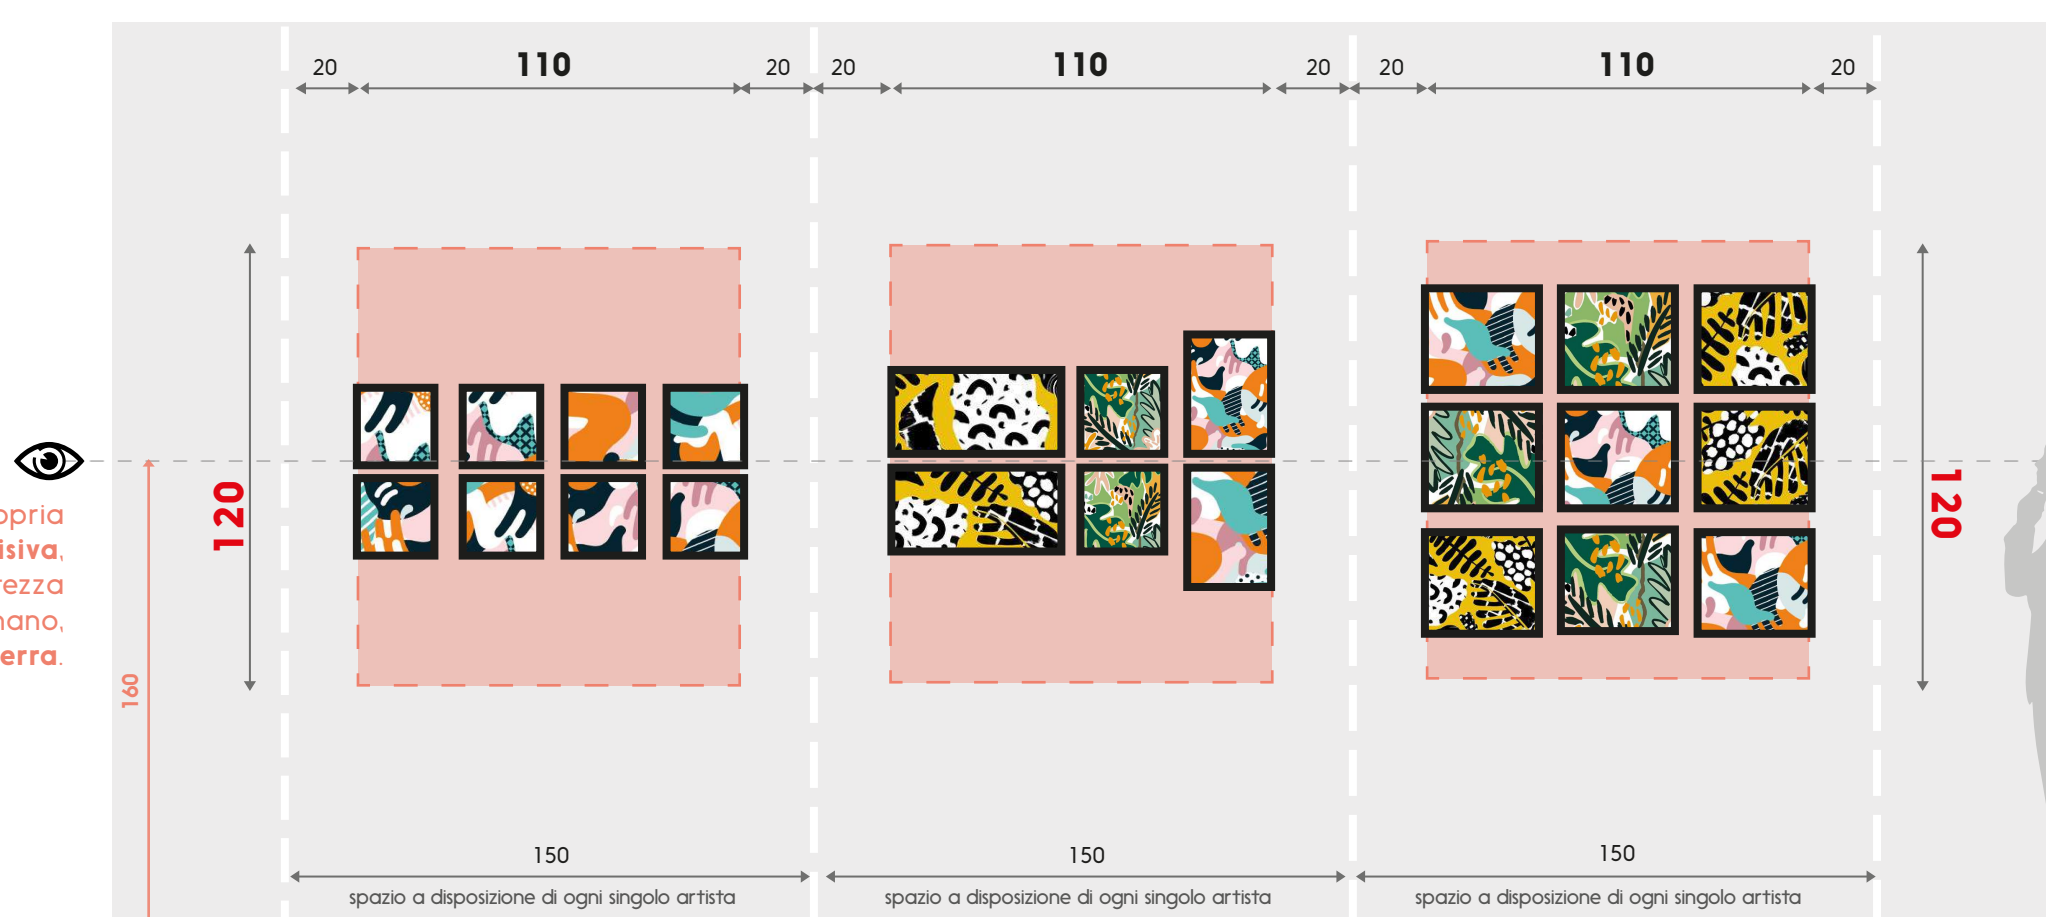 20 110 20 20 110 20 20 110 20
120
120
opria
isiva,
ezza
nano,
erra.
160
150 150 150
spazio a disposizione di ogni singolo artista spazio a disposizione di ogni singolo artista spazio a disposizione di ogni singolo artista